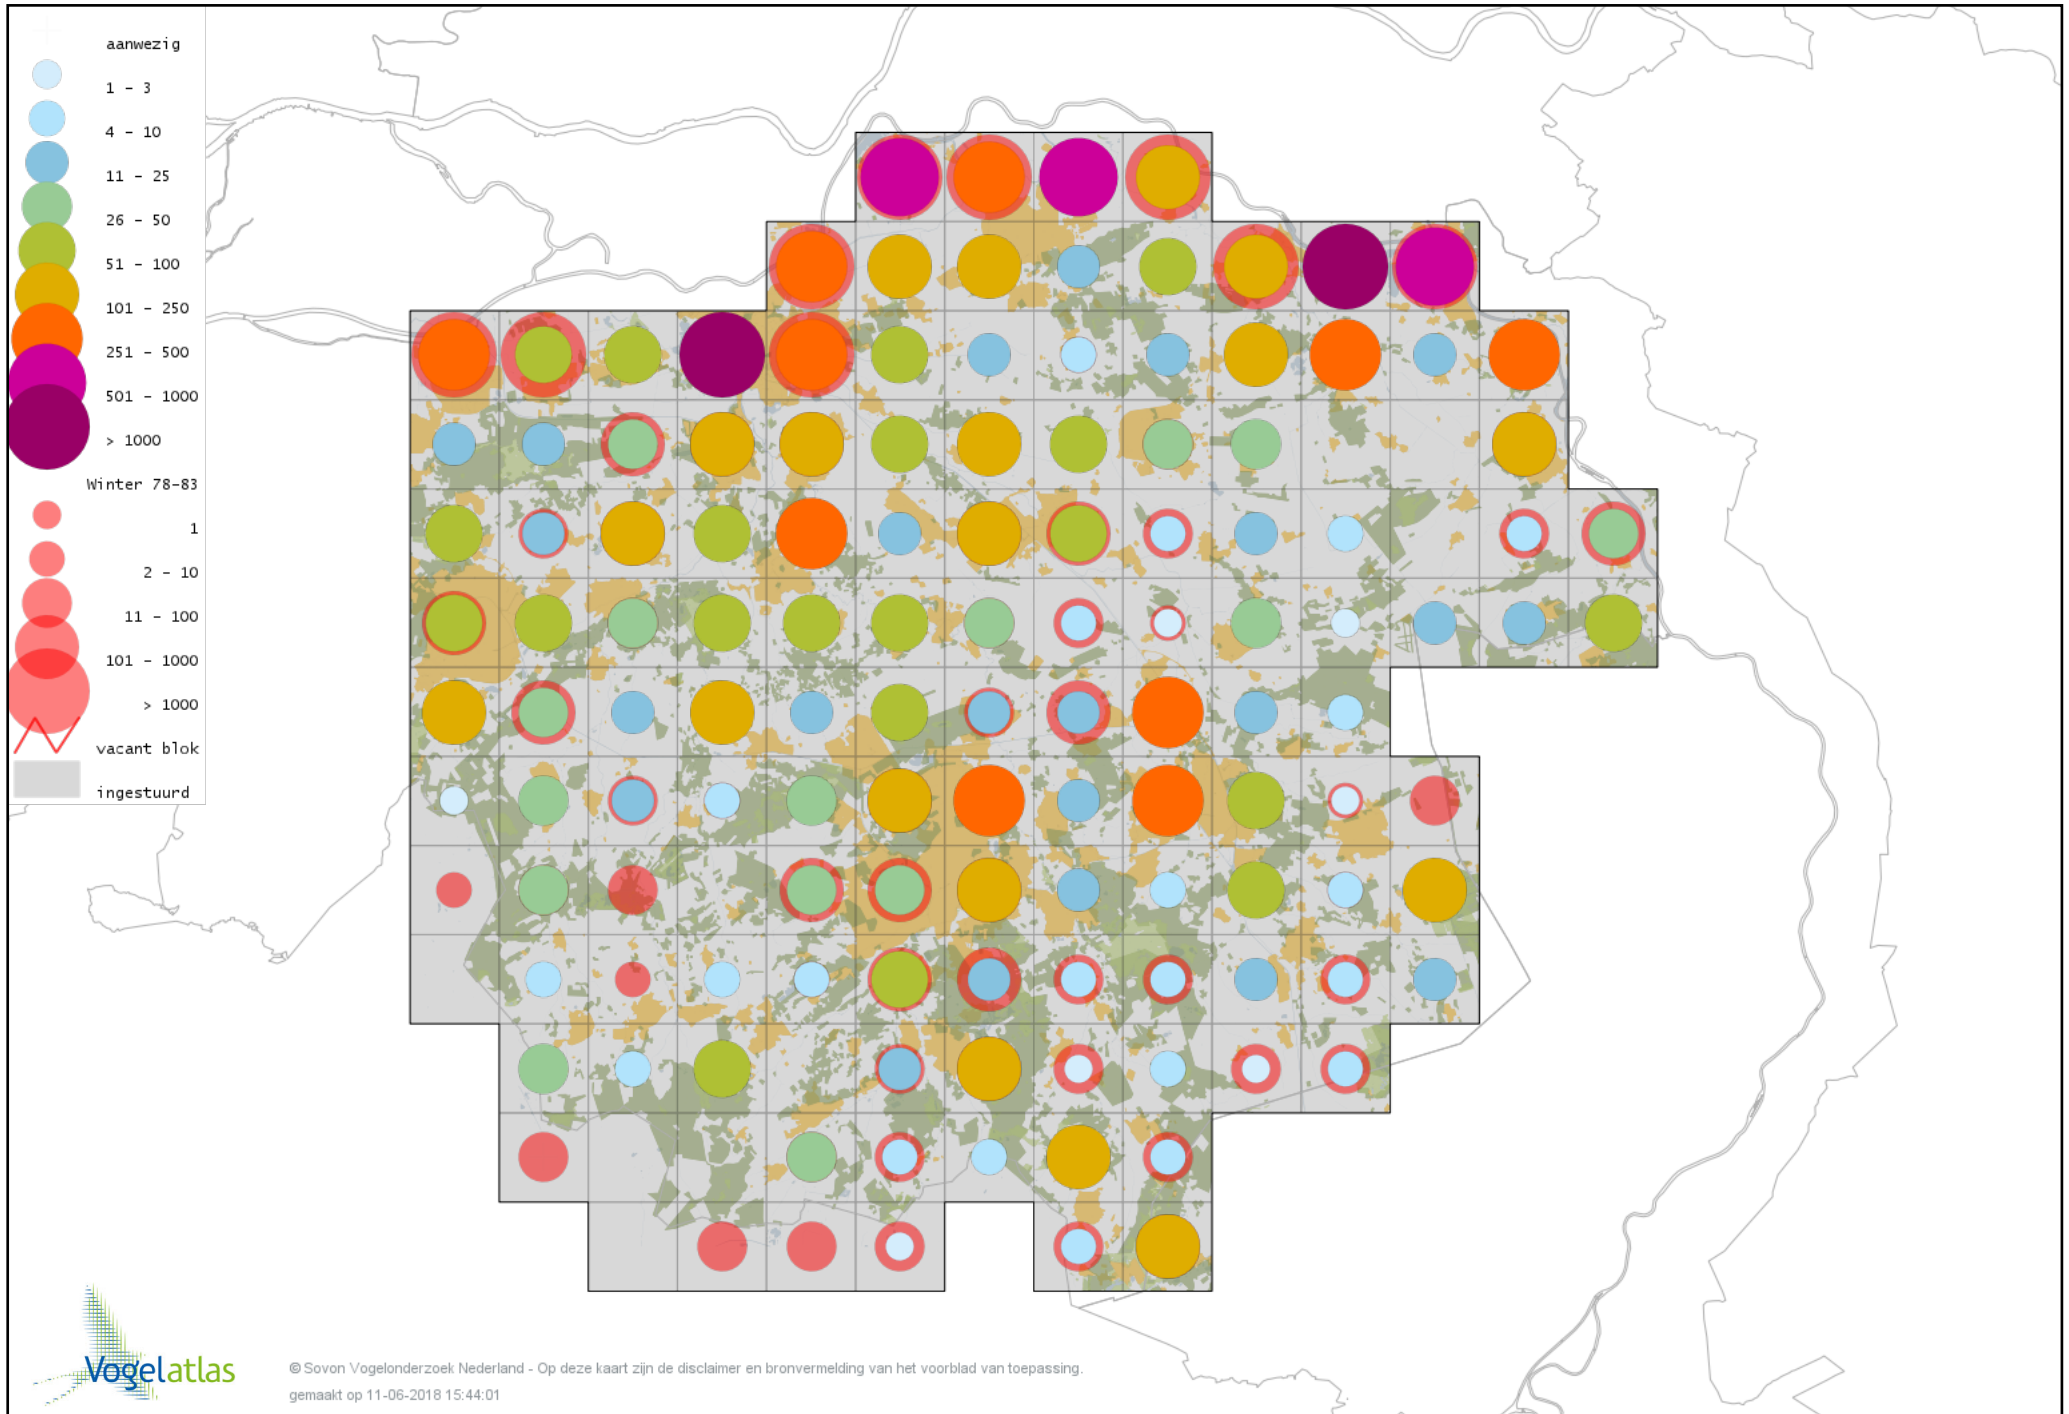 aanwezig
1 - 3
4 - 10
11 - 25
26 - 50
51 - 100
101 - 250
251 - 500
501 - 1000
> 1000
Winter 78-83
1
2 - 10
11 - 100
101 - 1000
> 1000
vacant blok
ingestuurd
Vogelatlas
© Sovon Vogelonderzoek Nederland - Op deze kaart zijn de disclaimer en bronvermelding van het voorblad van toepassing.
gemaakt op 11-06-2018 15:44:01